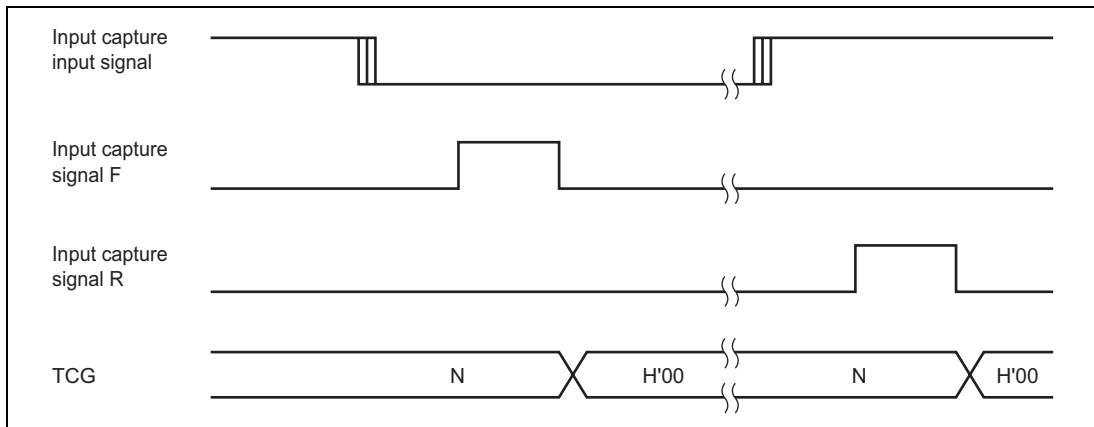 Input capture
input signal
Input capture
signal F
Input capture
signal R
TCG N H'00 N H'00